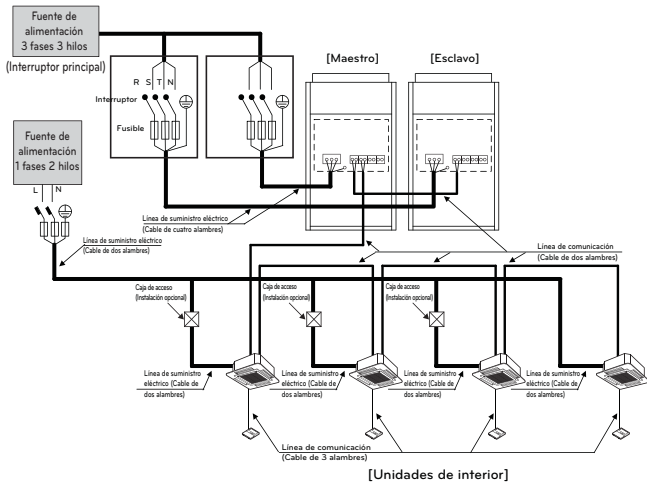 Fuente de
alimentación
3 fases 3 hilos
(Interruptor principal)
[Maestro]
[Esclavo]
R S T N
Interruptor
Fusible
Fuente de
alimentación
1 fases 2 hilos
L N
Línea de suministro eléctrico
(Cable de cuatro alambres)
Línea de suministro eléctrico
(Cable de dos alambres)
Línea de comunicación
(Cable de dos alambres)
Caja de acceso
(Instalación opcional)
Caja de acceso
(Instalación opcional)
Caja de acceso
(Instalación opcional)
Línea de suministro
eléctrico (Cable de
dos alambres)
Línea de suministro
eléctrico (Cable de
dos alambres)
Línea de suministro
eléctrico (Cable de
dos alambres)
Línea de suministro
eléctrico (Cable de
dos alambres)
Línea de comunicación
(Cable de 3 alambres)
[Unidades de interior]